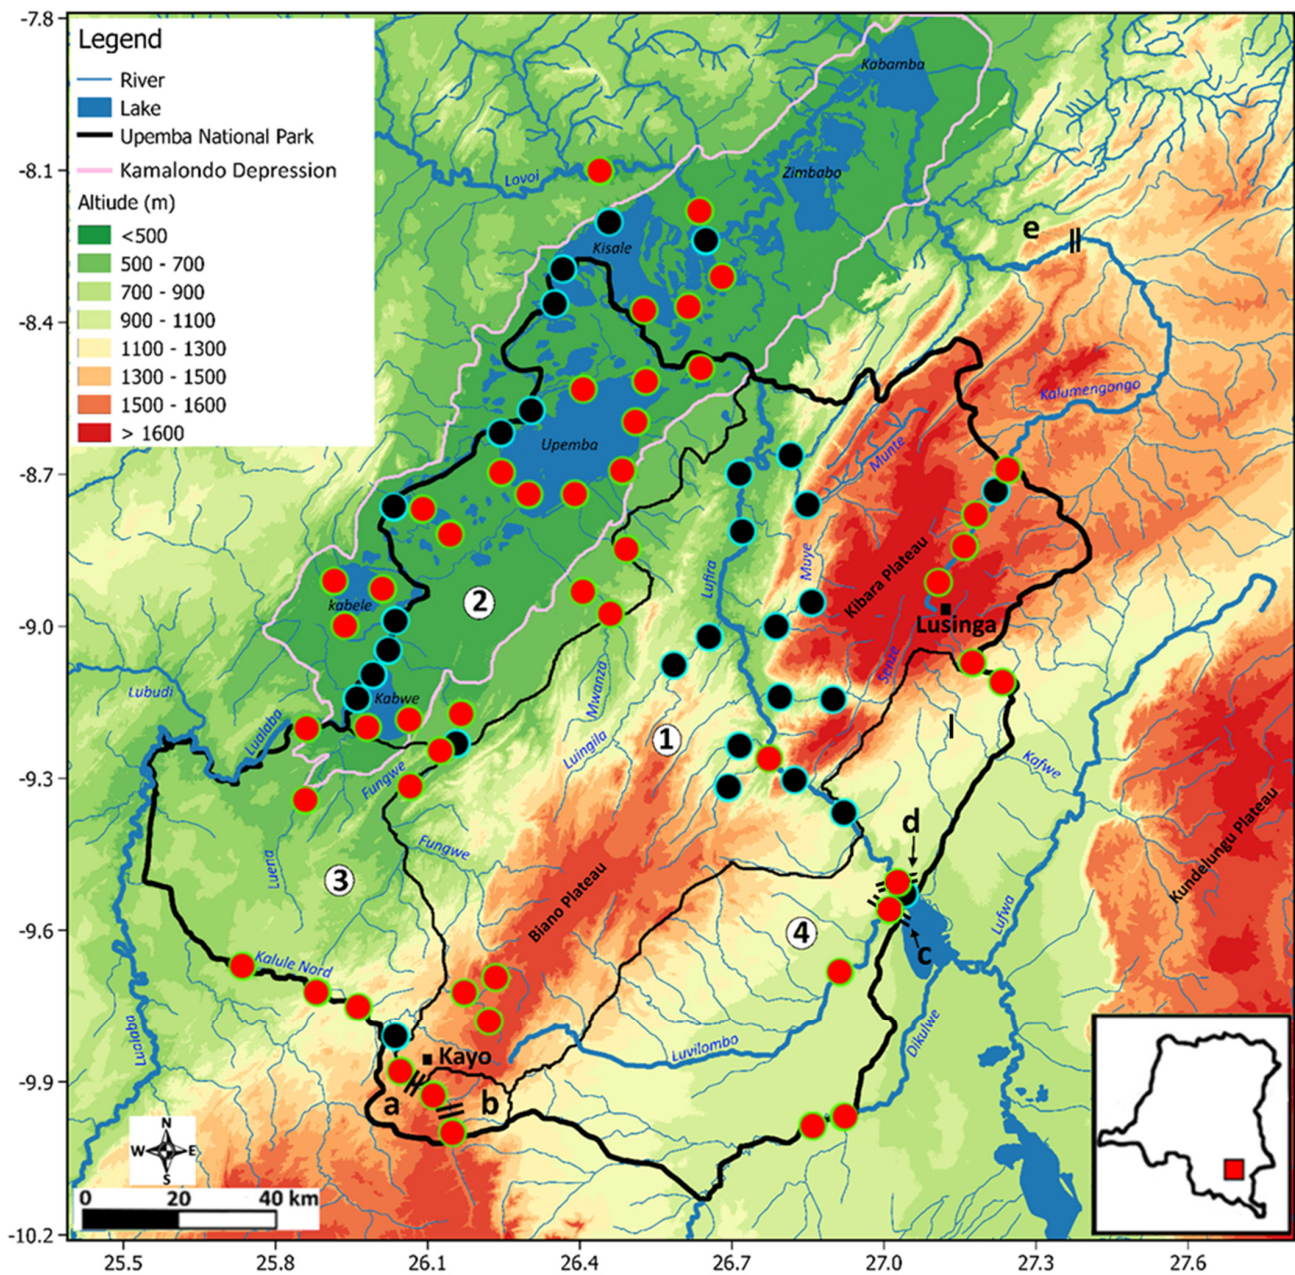 -7.8
-8.1
-8.4
-8.7
-9.0
-9.3
-9.6
-9.9
-10.2
Legend
River
Lake
Upemba National Park
Kamalondo Depression
Altiude (m)
<500
500 - 700
700 - 900
900 - 1100
1100 - 1300
1300 - 1500
1500 - 1600
> 1600
Kabamba
Zimbabo
Lovoi
Kisale
e
II
Kalumengongo
Upemba
Munte
Lufira
Muye
Kibara Plateau
2
kabele
Lusinga
Senze
Lubudi
Kabwe
Lualaba
Mwanza
Luingila
1
I
Kafwe
Fungwe
Fungwe
Luena
3
d
Kundelungu Plateau
Biano Plateau
4
c
Lufwa
Kalule Nord
Lualaba
Luvilombo
Dikulwe
Kayo
a
b
N
W
E
S
0
20
40 km
25.5
25.8
26.1
26.4
26.7
27.0
27.3
27.6